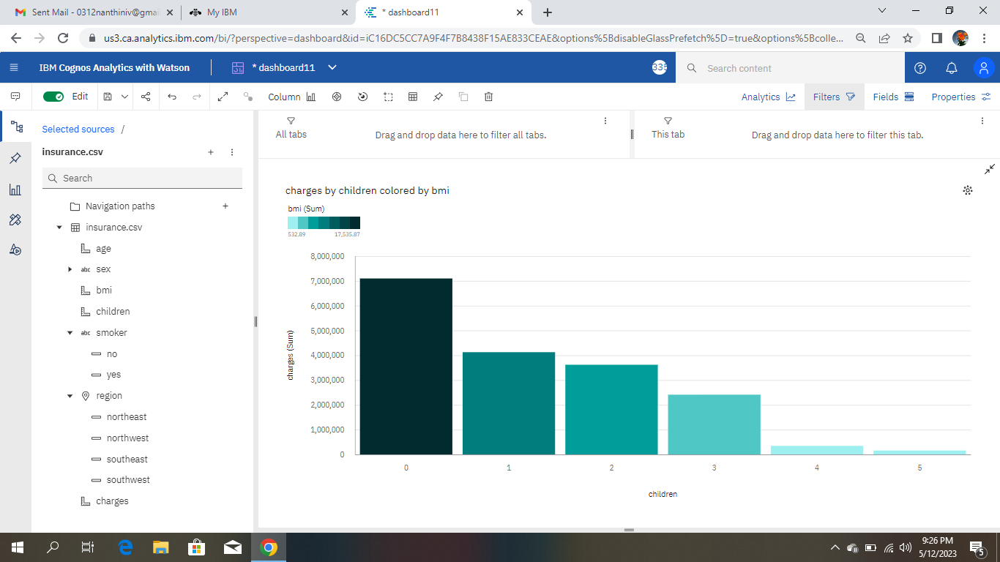 Sent Mail - 0312nanthiniv@gmai
My IBM
* dashboard11
us3.ca.analytics.ibm.com/bi/?perspective=dashboard&id=iC16DC5CC7A9F4F7B8438F15AE833CEAE&options%5BdisableGlassPrefetch%5D=true&options%5Bcolle...
IBM Cognos Analytics with Watson
* dashboard11
335
Search content
Edit
Column
Analytics
Filters
Fields
Properties
Selected sources /
insurance.csv
Search
Navigation paths
insurance.csv
age
abc sex
bmi
children
abc smoker
no
yes
region
northeast
northwest
southeast
southwest
charges
All tabs
Drag and drop data here to filter all tabs.
This tab
Drag and drop data here to filter this tab.
charges by children colored by bmi
bmi (Sum)
532.89 17,535.87
charges (Sum)
8,000,000
7,000,000
6,000,000
5,000,000
4,000,000
3,000,000
2,000,000
1,000,000
0
0 1 2 3 4 5
children
9:26 PM
5/12/2023
5